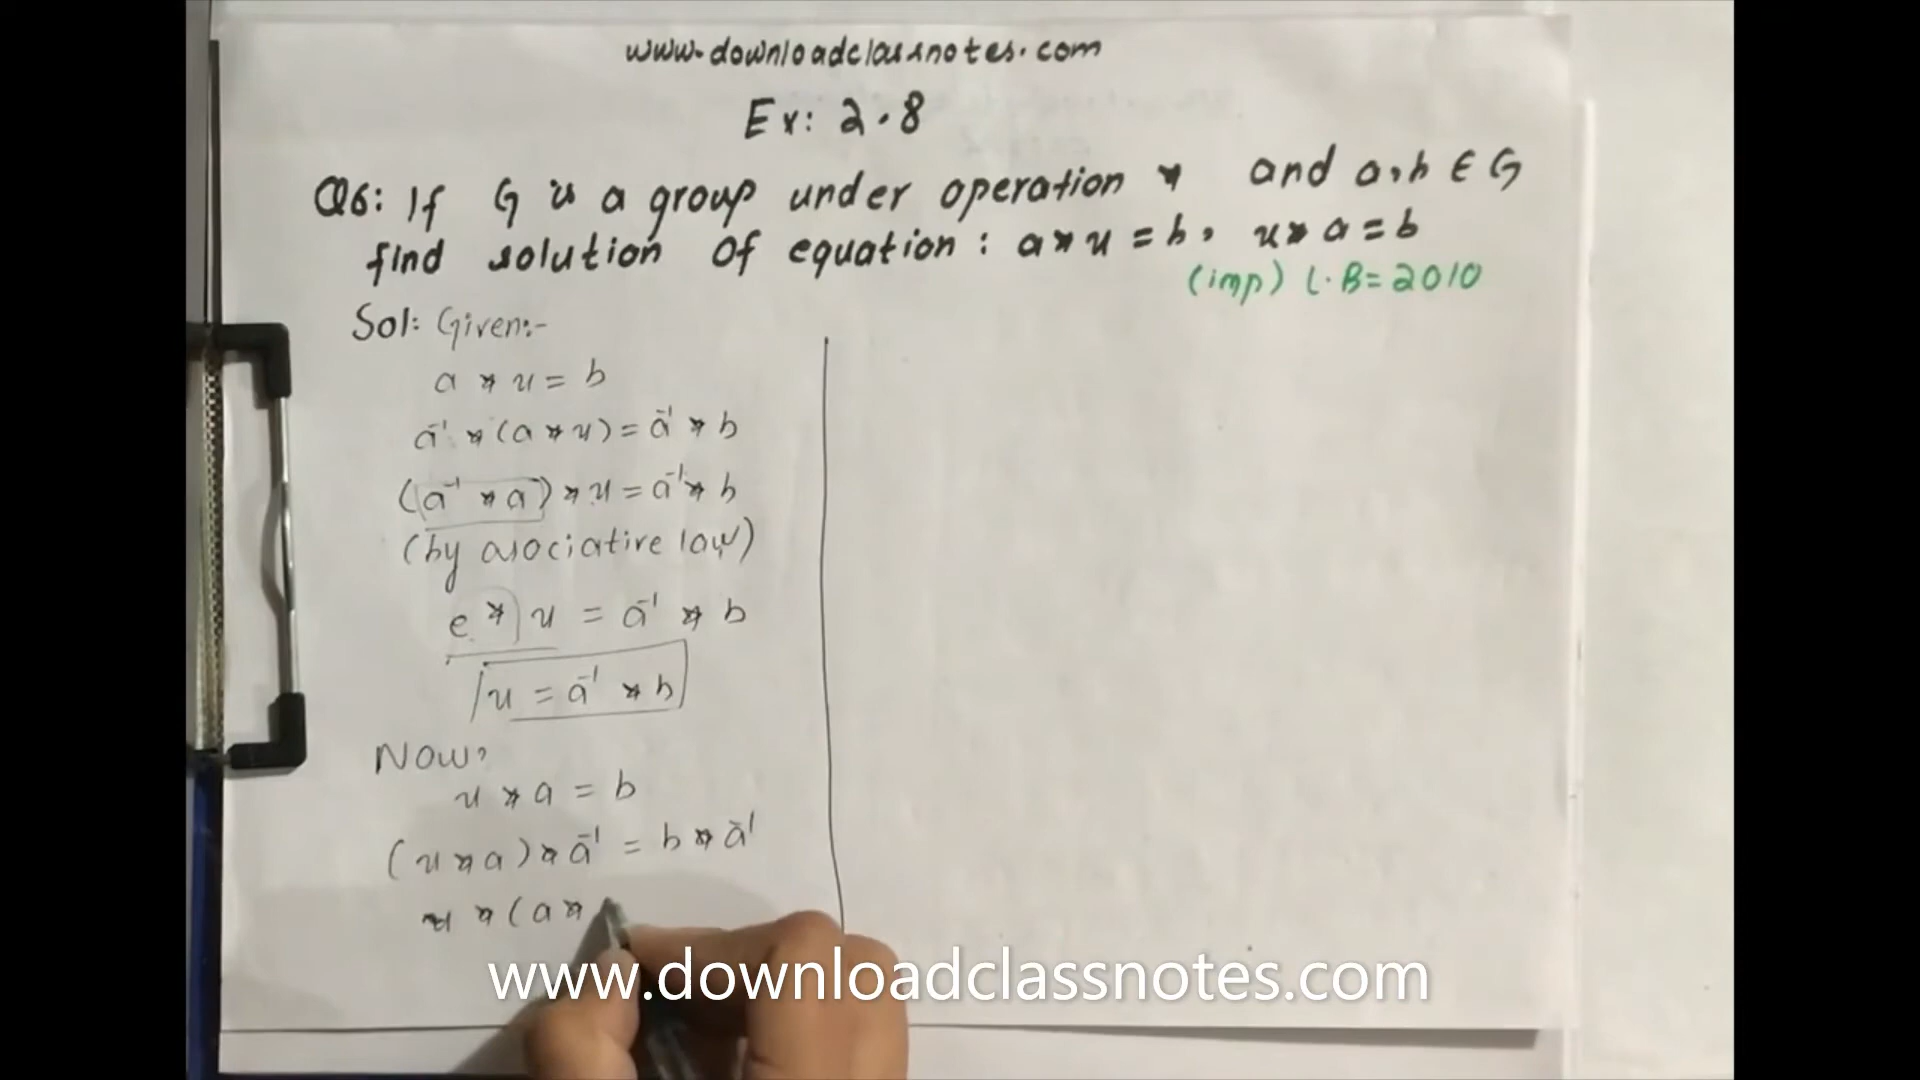 www.downloadclassnotes.com
Ex: 2.8
Q6: If G is a group under operation * and a,b ∈ G
find solution of equation: a*x = b, x*a = b
(imp) L.B=2010
Sol: Given:-
a * x = b
a⁻¹ * (a * x) = a⁻¹ * b
(a⁻¹ * a) * x = a⁻¹ * b
(by asociative law)
e * x = a⁻¹ * b
x = a⁻¹ * b
Now,
x * a = b
(x * a) * a⁻¹ = b * a⁻¹
x * (a *
www.downloadclassnotes.com